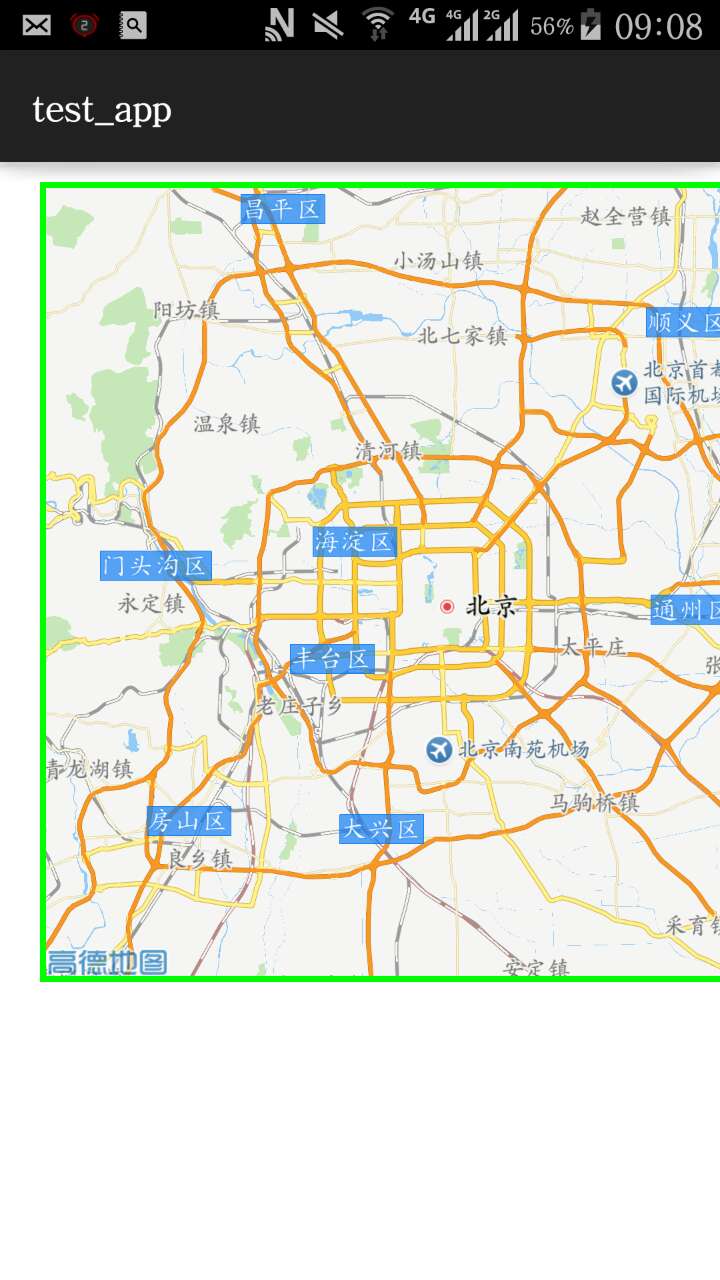 2
4G
4G
2G
56%
09:08
test_app
昌平区
赵全营镇
小汤山镇
阳坊镇
顺义区
北七家镇
北京首都
国际机场
温泉镇
清河镇
海淀区
门头沟区
永定镇
北京
通州区
太平庄
丰台区
张
老庄子乡
北京南苑机场
青龙湖镇
马驹桥镇
房山区
大兴区
良乡镇
采育镇
高德地图
安定镇